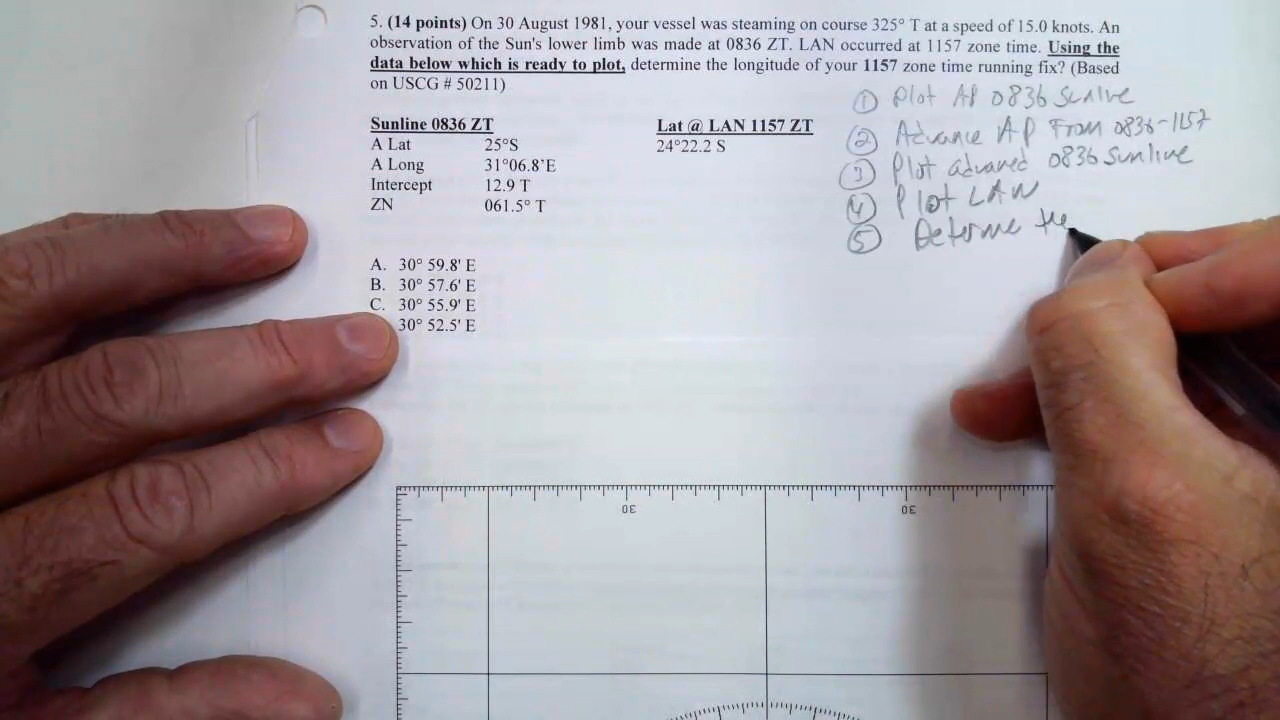 5. (14 points) On 30 August 1981, your vessel was steaming on course 325° T at a speed of 15.0 knots. An
observation of the Sun's lower limb was made at 0836 ZT. LAN occurred at 1157 zone time. Using the
data below which is ready to plot, determine the longitude of your 1157 zone time running fix? (Based
on USCG # 50211)
① Plot AP 0836 Sunline
② Advance AP From 0836-1157
③ Plot advanced 0836 Sunline
④ Plot LAN
⑤ Determe the
Sunline 0836 ZT
A Lat 25°S
A Long 31°06.8'E
Intercept 12.9 T
ZN 061.5° T
Lat @ LAN 1157 ZT
24°22.2 S
A. 30° 59.8' E
B. 30° 57.6' E
C. 30° 55.9' E
30° 52.5' E
30 30